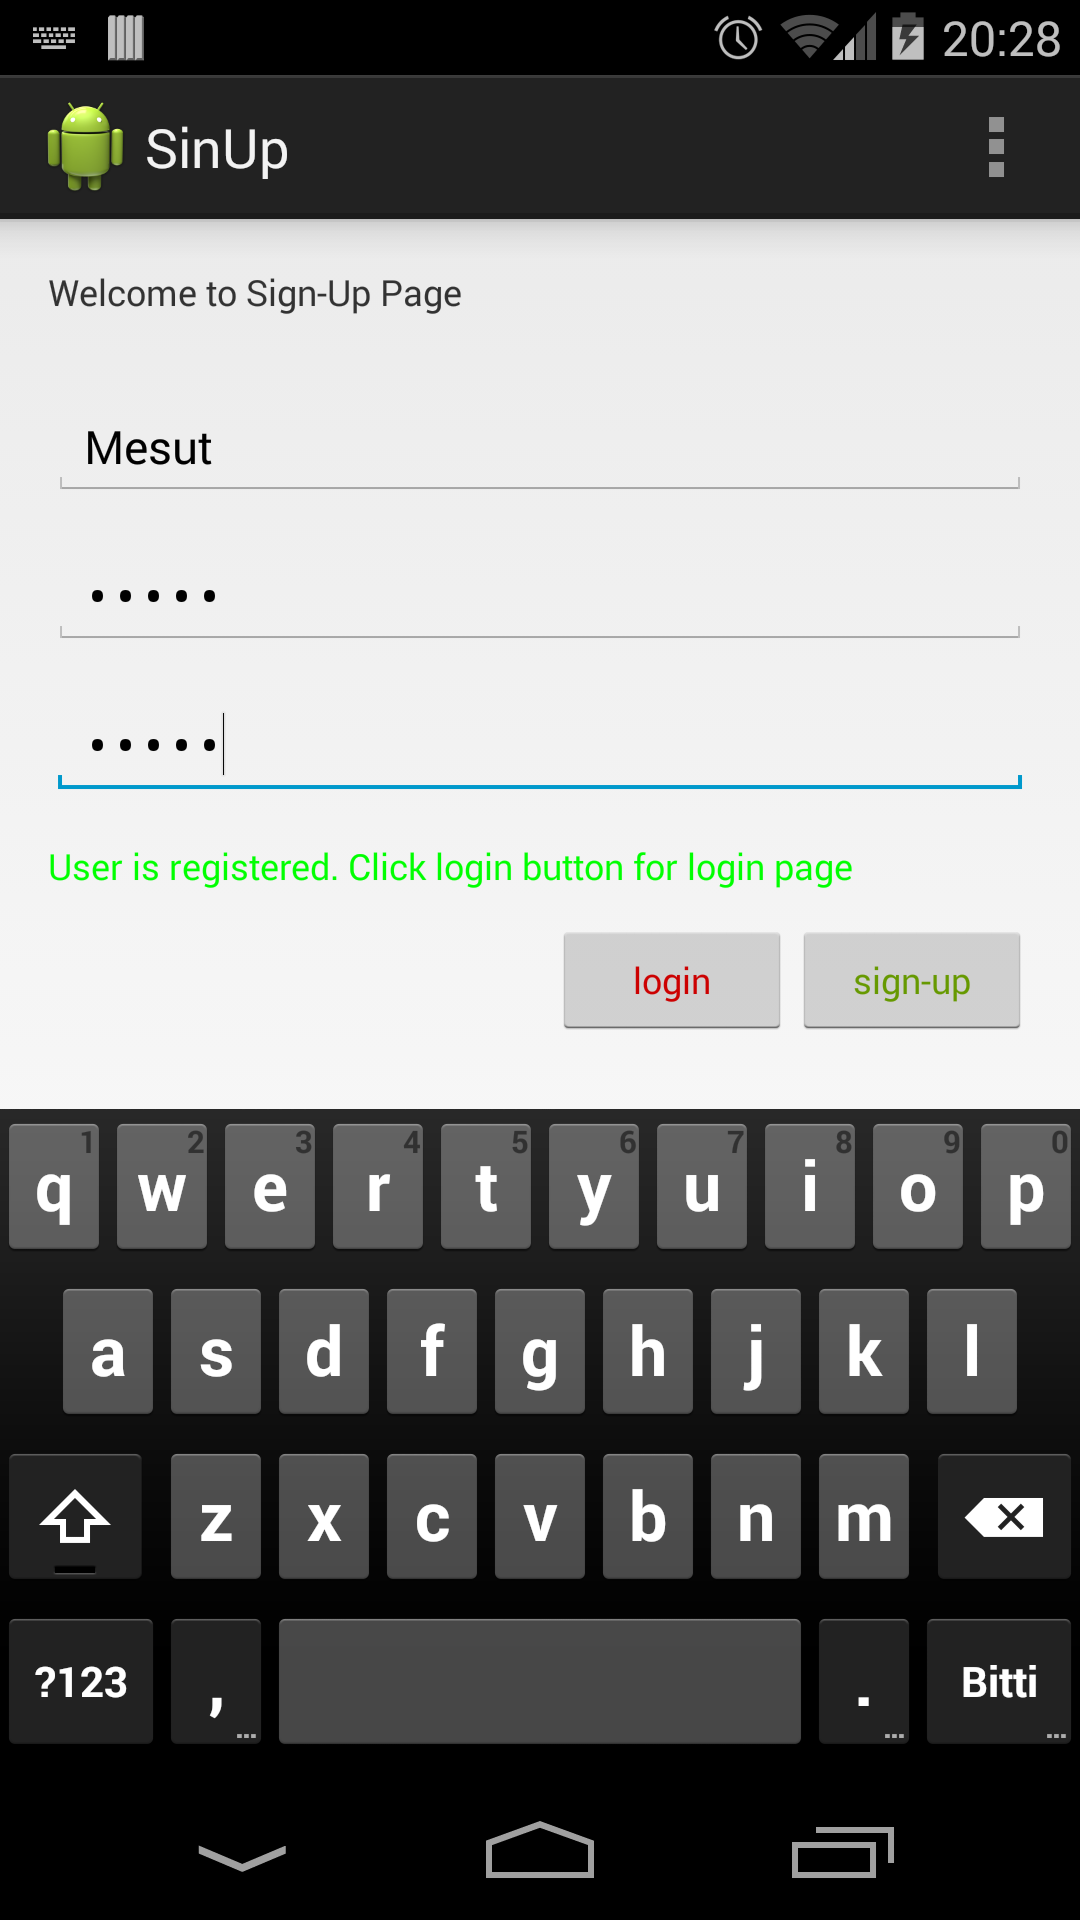 20:28
SinUp
Welcome to Sign-Up Page
Mesut
•••••
•••••
User is registered. Click login button for login page
login sign-up
1 2 3 4 5 6 7 8 9 0
q w e r t y u i o p
a s d f g h j k l
z x c v b n m
?123 , . Bitti